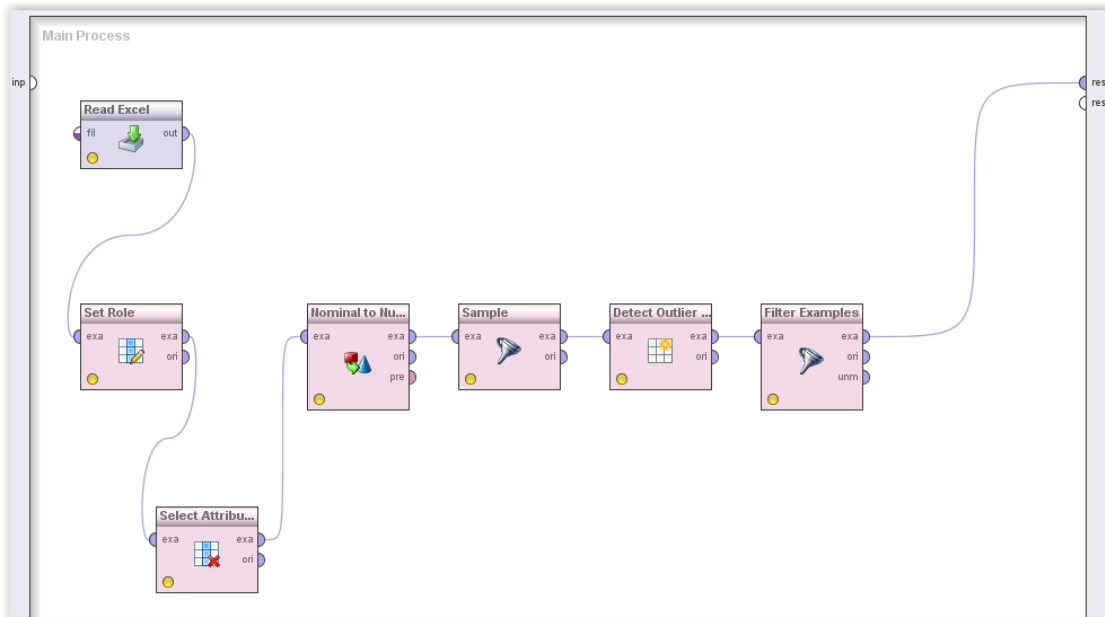 Main Process
inp
res
res
Read Excel
fil out
Set Role
exa exa
ori
Select Attribu...
exa exa
ori
Nominal to Nu...
exa exa
ori
pre
Sample
exa exa
ori
Detect Outlier ...
exa exa
ori
Filter Examples
exa exa
ori
unm